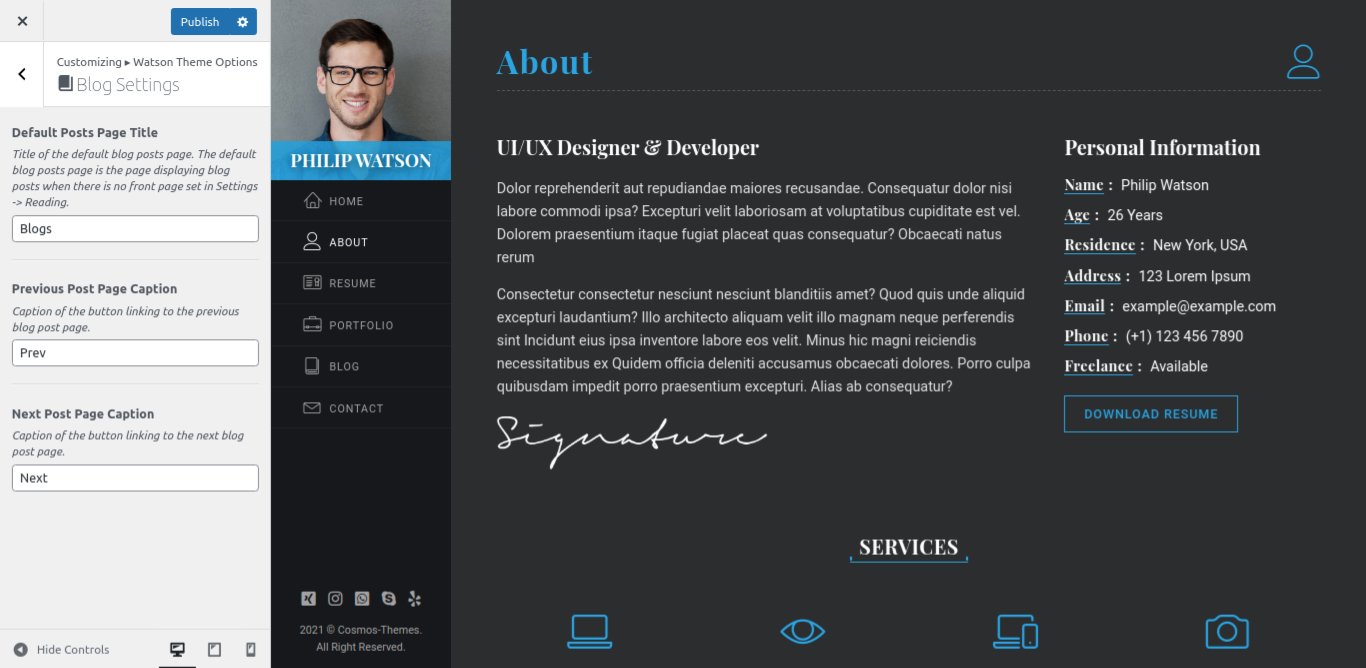 Publish
Customizing ▸ Watson Theme Options
Blog Settings
Default Posts Page Title
Title of the default blog posts page. The default
blog posts page is the page displaying blog
posts when there is no front page set in Settings
-> Reading.
Blogs
Previous Post Page Caption
Caption of the button linking to the previous
blog post page.
Prev
Next Post Page Caption
Caption of the button linking to the next blog
post page.
Next
Hide Controls
PHILIP WATSON
HOME
ABOUT
RESUME
PORTFOLIO
BLOG
CONTACT
2021 © Cosmos-Themes.
All Right Reserved.
About
UI/UX Designer & Developer
Dolor reprehenderit aut repudiandae maiores recusandae. Consequatur dolor nisi
labore commodi ipsa? Excepturi velit laboriosam at voluptatibus cupiditate est vel.
Dolorem praesentium itaque fugiat placeat quas consequatur? Obcaecati natus
rerum
Consectetur consectetur nesciunt nesciunt blanditiis amet? Quod quis unde aliquid
excepturi laudantium? Illo architecto aliquam velit illo magnam neque perferendis
sint Incidunt eius ipsa inventore labore eos velit. Minus hic magni reiciendis
necessitatibus ex Quidem officia deleniti accusamus obcaecati dolores. Porro culpa
quibusdam impedit porro praesentium excepturi. Alias ab consequatur?
Signature
Personal Information
Name : Philip Watson
Age : 26 Years
Residence : New York, USA
Address : 123 Lorem Ipsum
Email : example@example.com
Phone : (+1) 123 456 7890
Freelance : Available
DOWNLOAD RESUME
SERVICES